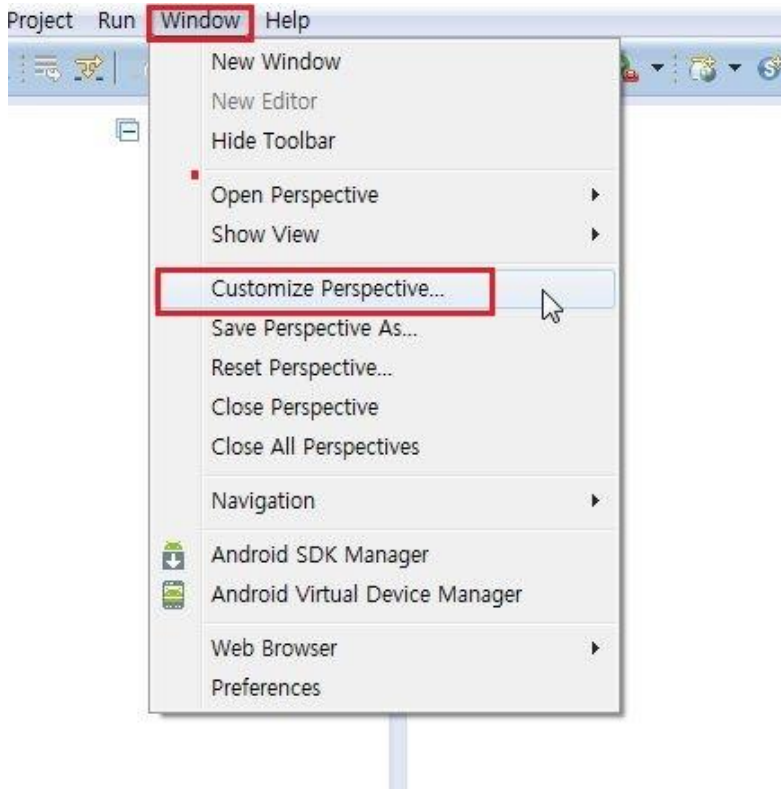 Project Run Window Help
New Window
New Editor
Hide Toolbar
Open Perspective
Show View
Customize Perspective...
Save Perspective As...
Reset Perspective...
Close Perspective
Close All Perspectives
Navigation
Android SDK Manager
Android Virtual Device Manager
Web Browser
Preferences